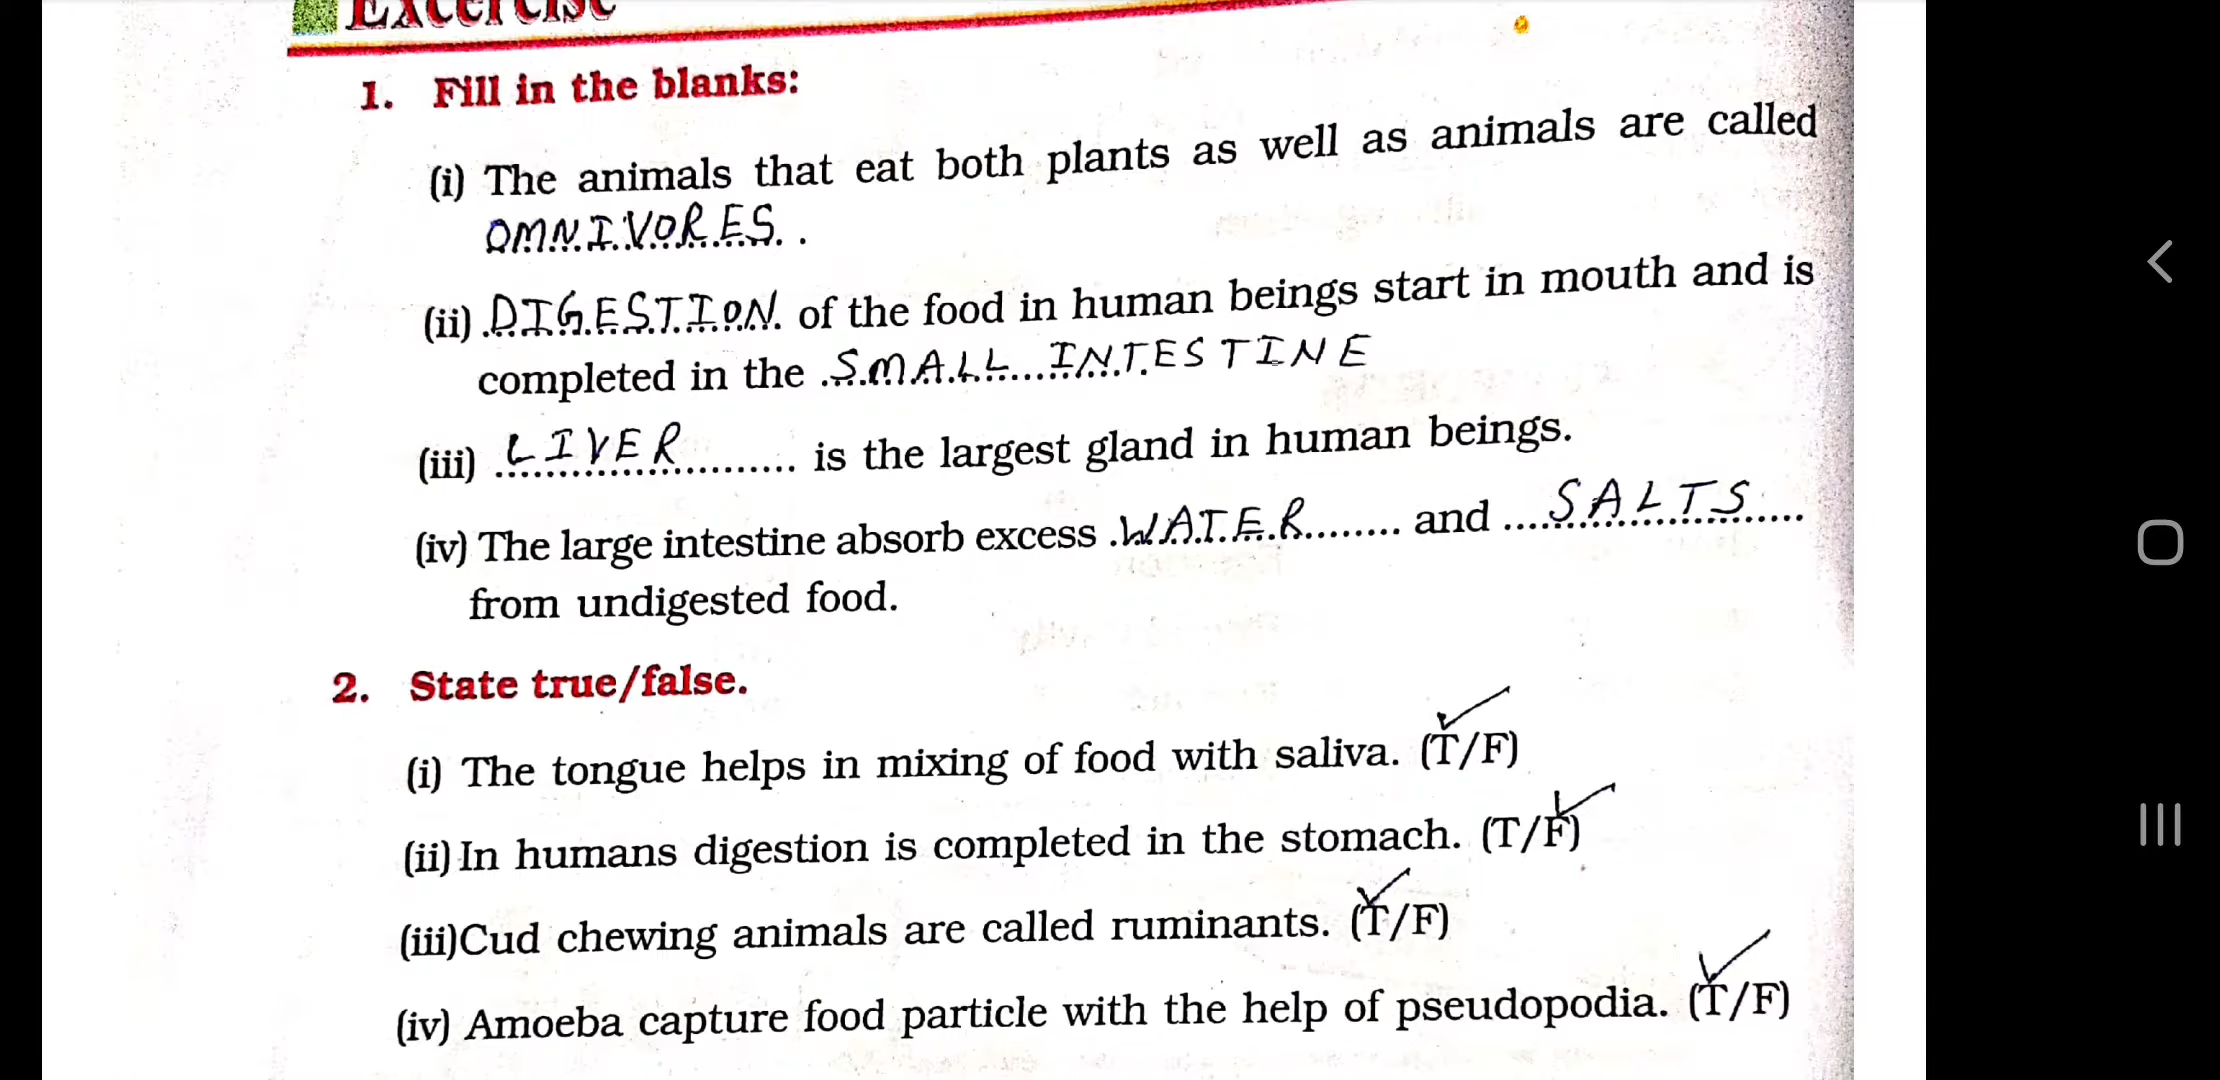 Excercise
1. Fill in the blanks:
(i) The animals that eat both plants as well as animals are called
OMNIVORES..
(ii) DIGESTION of the food in human beings start in mouth and is
completed in the SMALL INTESTINE
(iii) LIVER is the largest gland in human beings.
(iv) The large intestine absorb excess WATER and SALTS
from undigested food.
2. State true/false.
(i) The tongue helps in mixing of food with saliva. (T/F)
(ii) In humans digestion is completed in the stomach. (T/F)
(iii)Cud chewing animals are called ruminants. (T/F)
(iv) Amoeba capture food particle with the help of pseudopodia. (T/F)